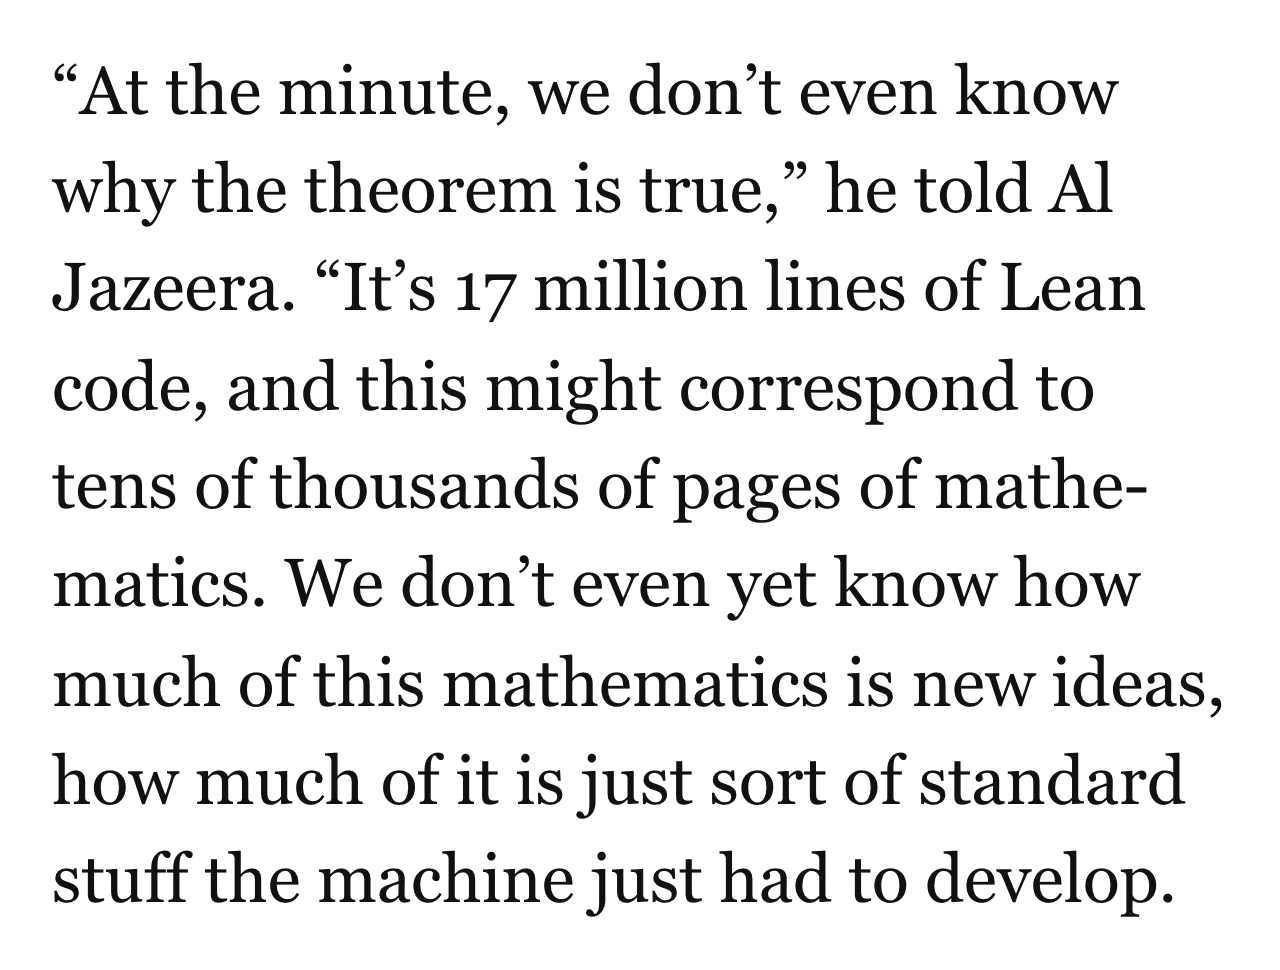 “At the minute, we don’t even know
why the theorem is true,” he told Al
Jazeera. “It’s 17 million lines of Lean
code, and this might correspond to
tens of thousands of pages of mathe-
matics. We don’t even yet know how
much of this mathematics is new ideas,
how much of it is just sort of standard
stuff the machine just had to develop.